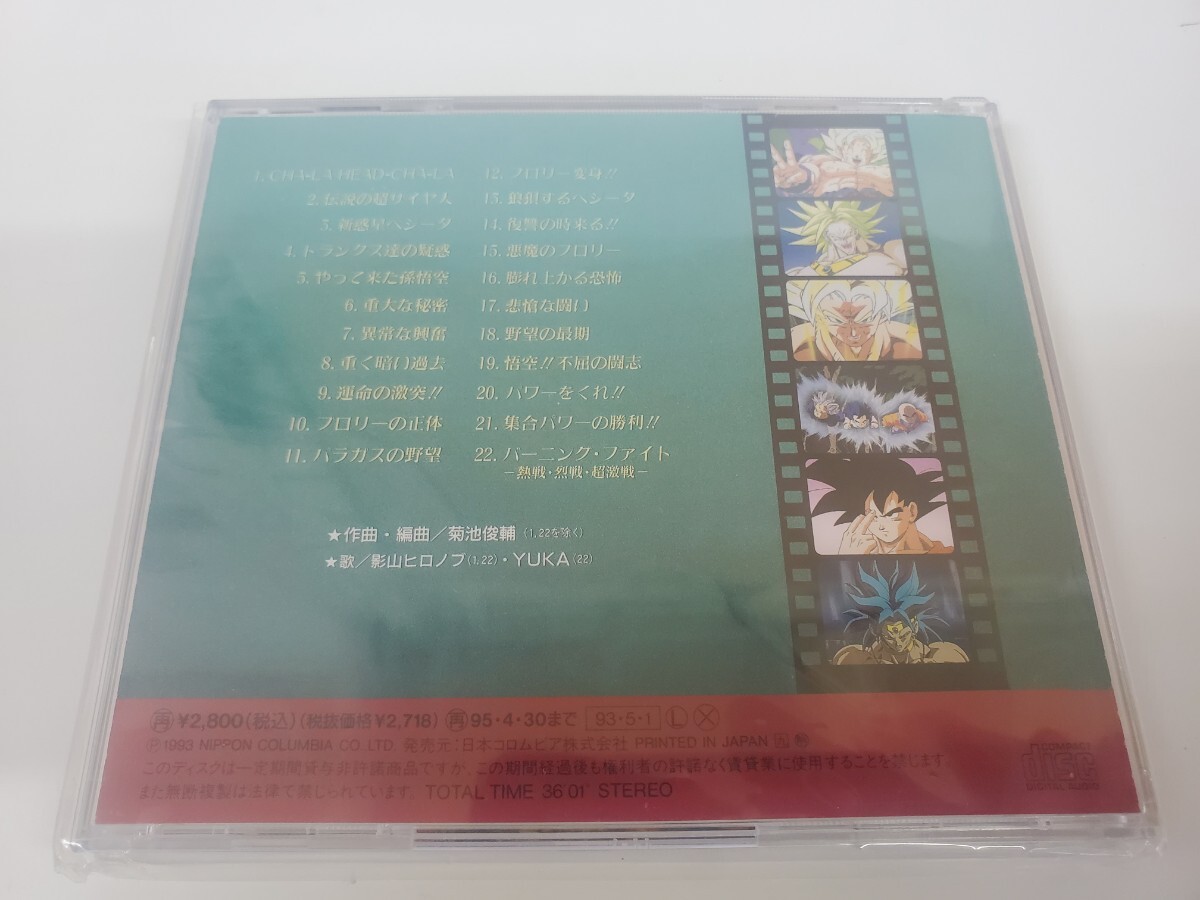 1. CHA-LA HEAD-CHA-LA
2. 伝説の超サイヤ人
3. 新惑星ベジータ
4. トランクス達の疑惑
5. やって来た孫悟空
6. 重大な秘密
7. 異常な興奮
8. 重く暗い過去
9. 運命の激突!!
10. ブロリーの正体
11. パラガスの野望
12. ブロリー変身!!
13. 狼狽するベジータ
14. 復讐の時来る!!
15. 悪魔のブロリー
16. 膨れ上がる恐怖
17. 悲愴な闘い
18. 野望の最期
19. 悟空!! 不屈の闘志
20. パワーをくれ!!
21. 集合パワーの勝利!!
22. バーニング・ファイト
−熱戦・烈戦・超激戦−
★作曲・編曲／菊池俊輔 (1,22を除く)
★歌／影山ヒロノブ(1,22)・YUKA(22)
再 ¥2,800(税込)(税抜価格¥2,718) 再 95・4・30まで 93・5・1 L X
Ⓟ1993 NIPPON COLUMBIA CO.,LTD. 発売元:日本コロムビア株式会社 PRINTED IN JAPAN
このディスクは一定期間貸与非許諾商品ですが、この期間経過後も権利者の許諾なく賃貸業に使用することを禁じます。
また無断複製は法律で禁じられています。 TOTAL TIME 36'01" STEREO
COMPACT
disc
DIGITAL AUDIO